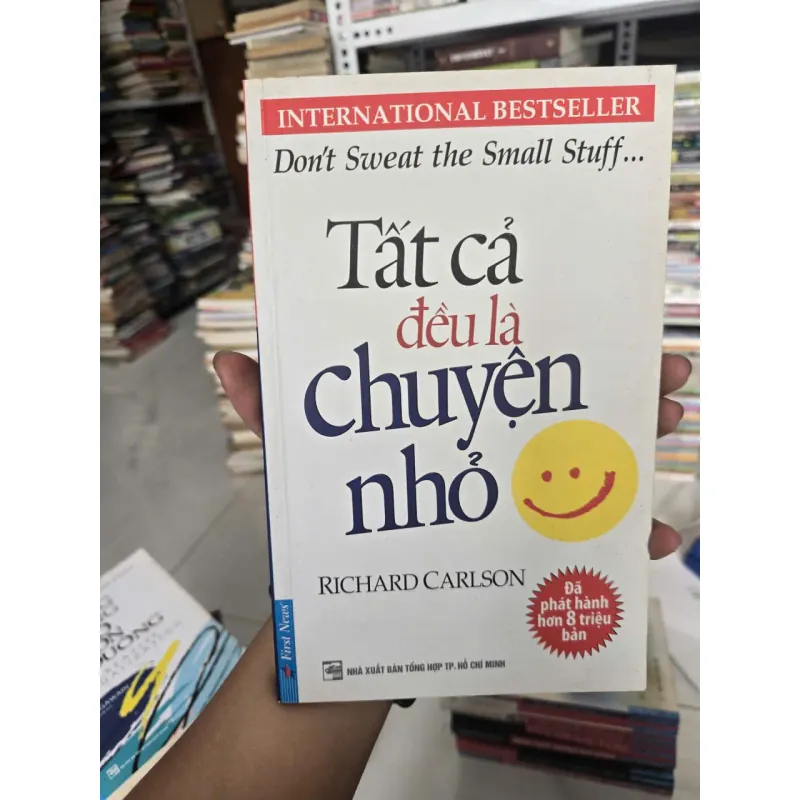 INTERNATIONAL BESTSELLER
Don't Sweat the Small Stuff...
Tất cả
đều là
chuyện
nhỏ
RICHARD CARLSON
Đã
phát hành
hơn 8 triệu
bản
First News
NHÀ XUẤT BẢN TỔNG HỢP TP. HỒ CHÍ MINH